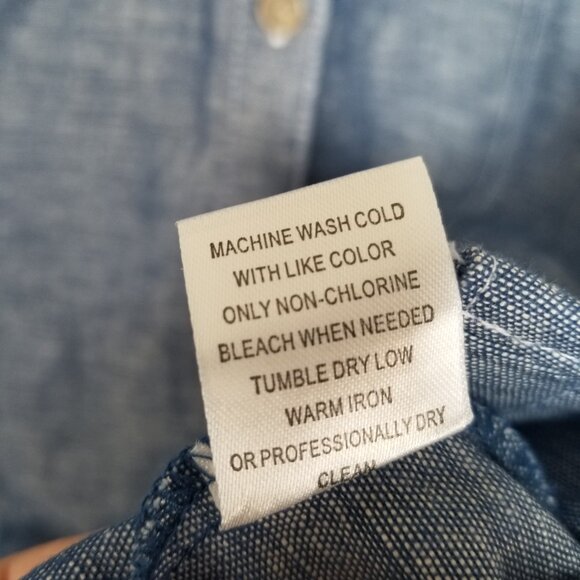 MACHINE WASH COLD
WITH LIKE COLOR
ONLY NON-CHLORINE
BLEACH WHEN NEEDED
TUMBLE DRY LOW
WARM IRON
OR PROFESSIONALLY DRY
CLEAN